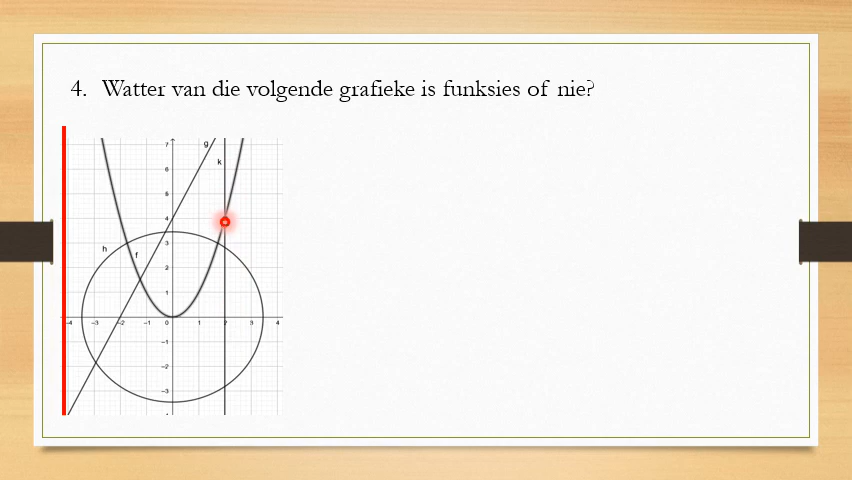 4. Watter van die volgende grafieke is funksies of nie?
7 g
k
6
5
4
h 3
f
2
1
-4 -3 -2 -1 0 1 2 3 4
-1
-2
-3